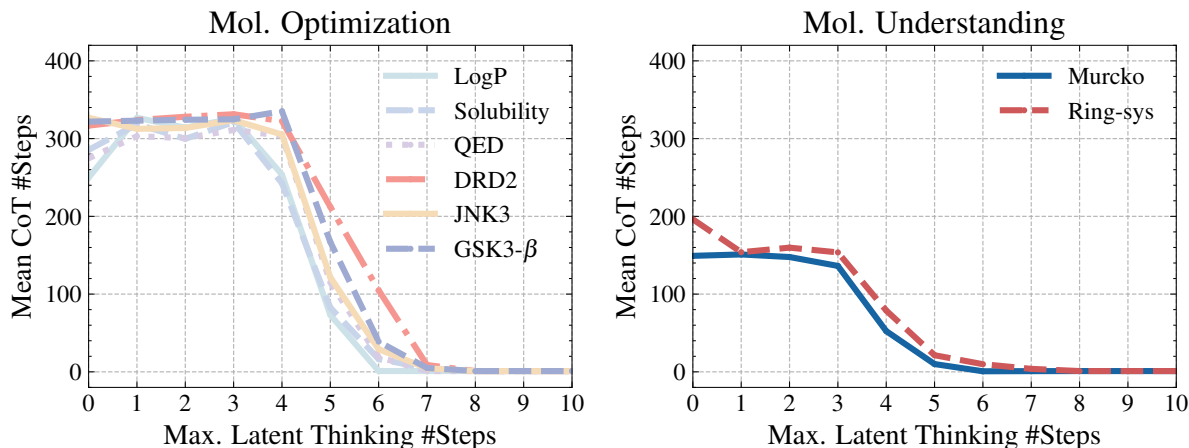 Mol. Optimization
Mean CoT #Steps
400
300
200
100
0
LogP
Solubility
QED
DRD2
JNK3
GSK3-β
0 1 2 3 4 5 6 7 8 9 10
Max. Latent Thinking #Steps
Mol. Understanding
Mean CoT #Steps
400
300
200
100
0
Murcko
Ring-sys
0 1 2 3 4 5 6 7 8 9 10
Max. Latent Thinking #Steps